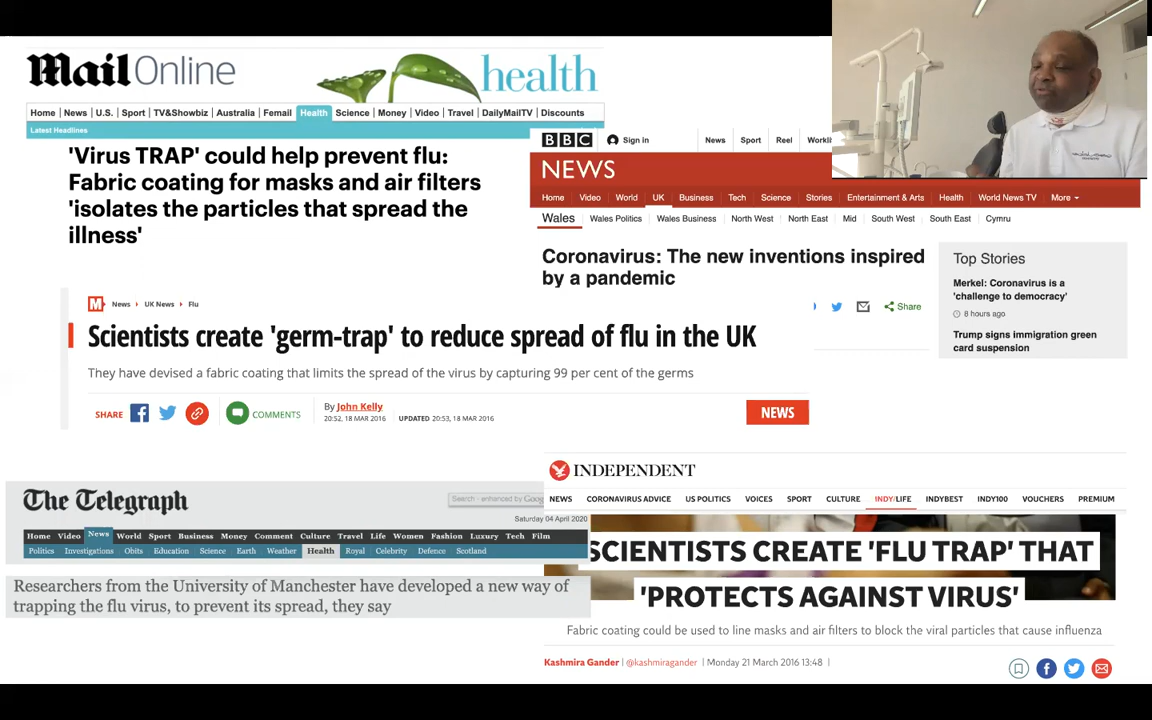 Mail Online health
Home News U.S. Sport TV&Showbiz Australia Femail Health Science Money Video Travel DailyMailTV Discounts
Latest Headlines
'Virus TRAP' could help prevent flu:
Fabric coating for masks and air filters
'isolates the particles that spread the
illness'
BBC Sign in News Sport Reel
NEWS
Home Video World UK Business Tech Science Stories Entertainment & Arts Health World News TV More
Wales Wales Politics Wales Business North West North East Mid South West South East Cymru
Coronavirus: The new inventions inspired
by a pandemic
Share
Top Stories
Merkel: Coronavirus is a
'challenge to democracy'
8 hours ago
Trump signs immigration green
card suspension
M News UK News Flu
Scientists create 'germ-trap' to reduce spread of flu in the UK
They have devised a fabric coating that limits the spread of the virus by capturing 99 per cent of the germs
SHARE COMMENTS
By John Kelly
20:52, 18 MAR 2016 UPDATED 20:53, 18 MAR 2016
NEWS
The Telegraph
Search - enhanced by
Saturday 04 April 2020
Home Video News World Sport Business Money Comment Culture Travel Life Women Fashion Luxury Tech Film
Politics Investigations Obits Education Science Earth Weather Health Royal Celebrity Defence Scotland
Researchers from the University of Manchester have developed a new way of
trapping the flu virus, to prevent its spread, they say
INDEPENDENT
NEWS CORONAVIRUS ADVICE US POLITICS VOICES SPORT CULTURE INDY/LIFE INDYBEST INDY100 VOUCHERS PREMIUM
SCIENTISTS CREATE 'FLU TRAP' THAT
'PROTECTS AGAINST VIRUS'
Fabric coating could be used to line masks and air filters to block the viral particles that cause influenza
Kashmira Gander | @kashmiragander | Monday 21 March 2016 13:48 |